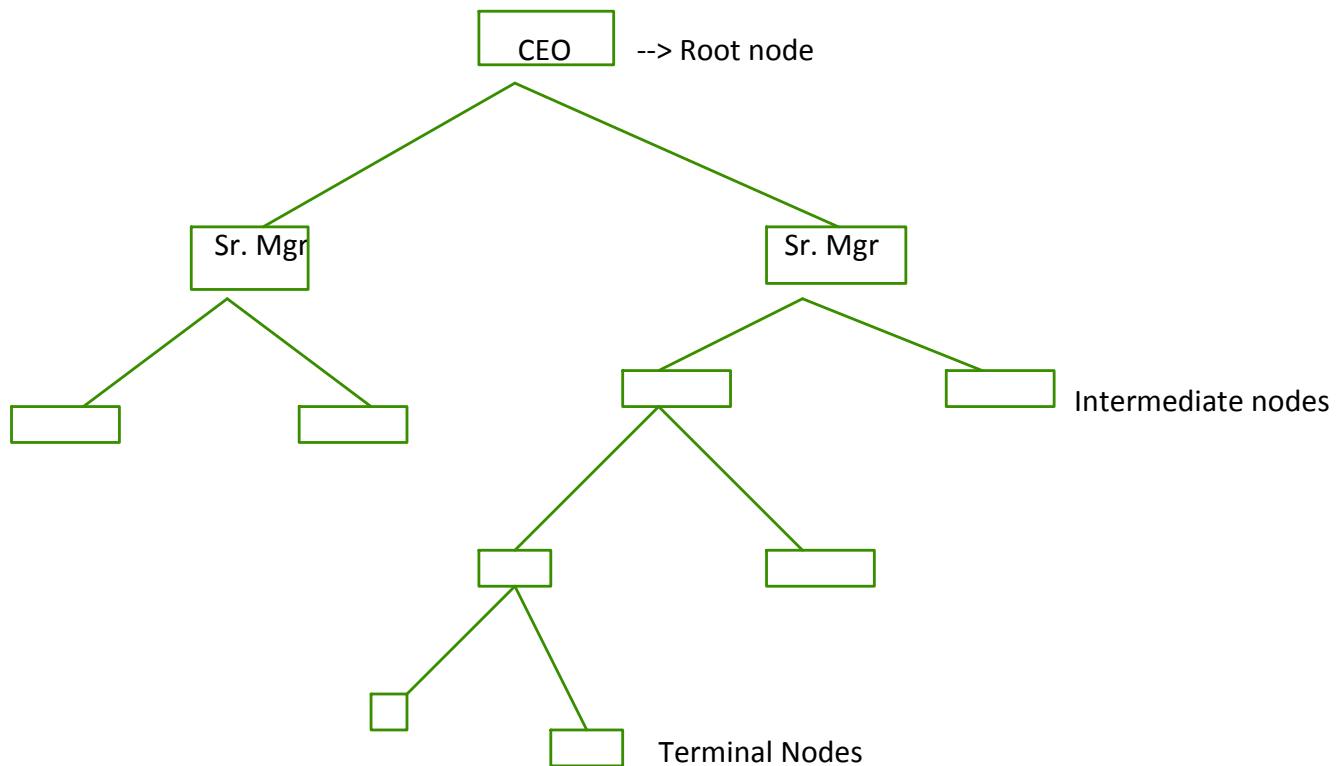 CEO --> Root node
Sr. Mgr
Sr. Mgr
Intermediate nodes
Terminal Nodes